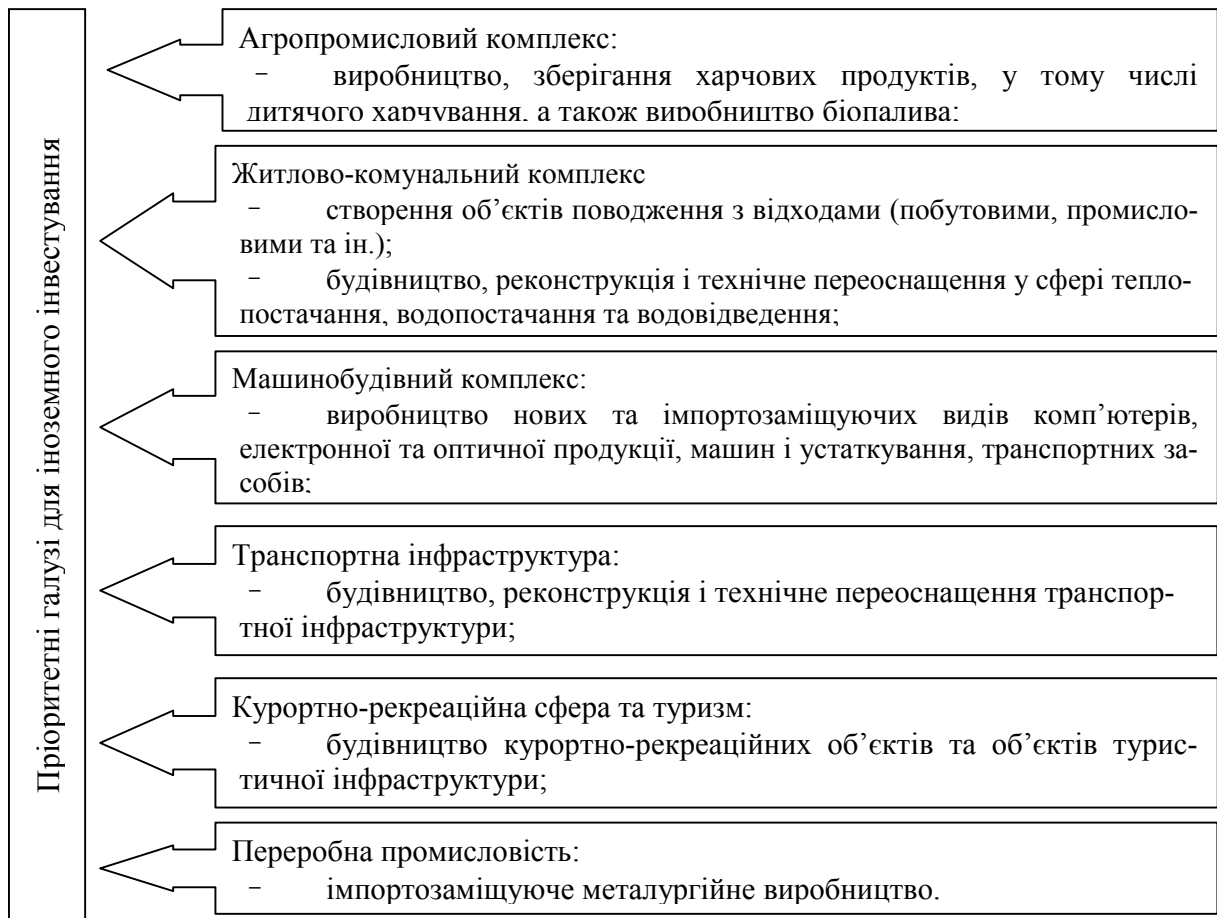 Пріоритетні галузі для іноземного інвестування
Агропромисловий комплекс:
- виробництво, зберігання харчових продуктів, у тому числі
дитячого харчування, а також виробництво біопалива;
Житлово-комунальний комплекс
- створення об’єктів поводження з відходами (побутовими, промисло-
вими та ін.);
- будівництво, реконструкція і технічне переоснащення у сфері тепло-
постачання, водопостачання та водовідведення;
Машинобудівний комплекс:
- виробництво нових та імпортозаміщуючих видів комп’ютерів,
електронної та оптичної продукції, машин і устаткування, транспортних за-
собів;
Транспортна інфраструктура:
- будівництво, реконструкція і технічне переоснащення транспор-
тної інфраструктури;
Курортно-рекреаційна сфера та туризм:
- будівництво курортно-рекреаційних об’єктів та об’єктів турис-
тичної інфраструктури;
Переробна промисловість:
- імпортозаміщуюче металургійне виробництво.